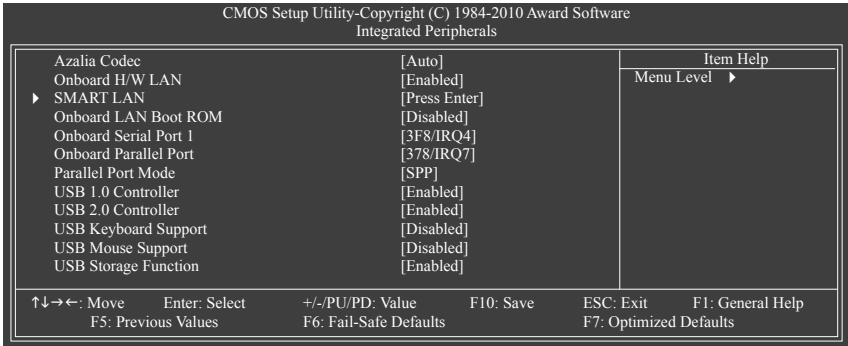 CMOS Setup Utility-Copyright (C) 1984-2010 Award Software
Integrated Peripherals
Azalia Codec [Auto]
Onboard H/W LAN [Enabled]
SMART LAN [Press Enter]
Onboard LAN Boot ROM [Disabled]
Onboard Serial Port 1 [3F8/IRQ4]
Onboard Parallel Port [378/IRQ7]
Parallel Port Mode [SPP]
USB 1.0 Controller [Enabled]
USB 2.0 Controller [Enabled]
USB Keyboard Support [Disabled]
USB Mouse Support [Disabled]
USB Storage Function [Enabled]
Item Help
Menu Level
↑↓→←: Move Enter: Select +/-/PU/PD: Value F10: Save ESC: Exit F1: General Help
F5: Previous Values F6: Fail-Safe Defaults F7: Optimized Defaults